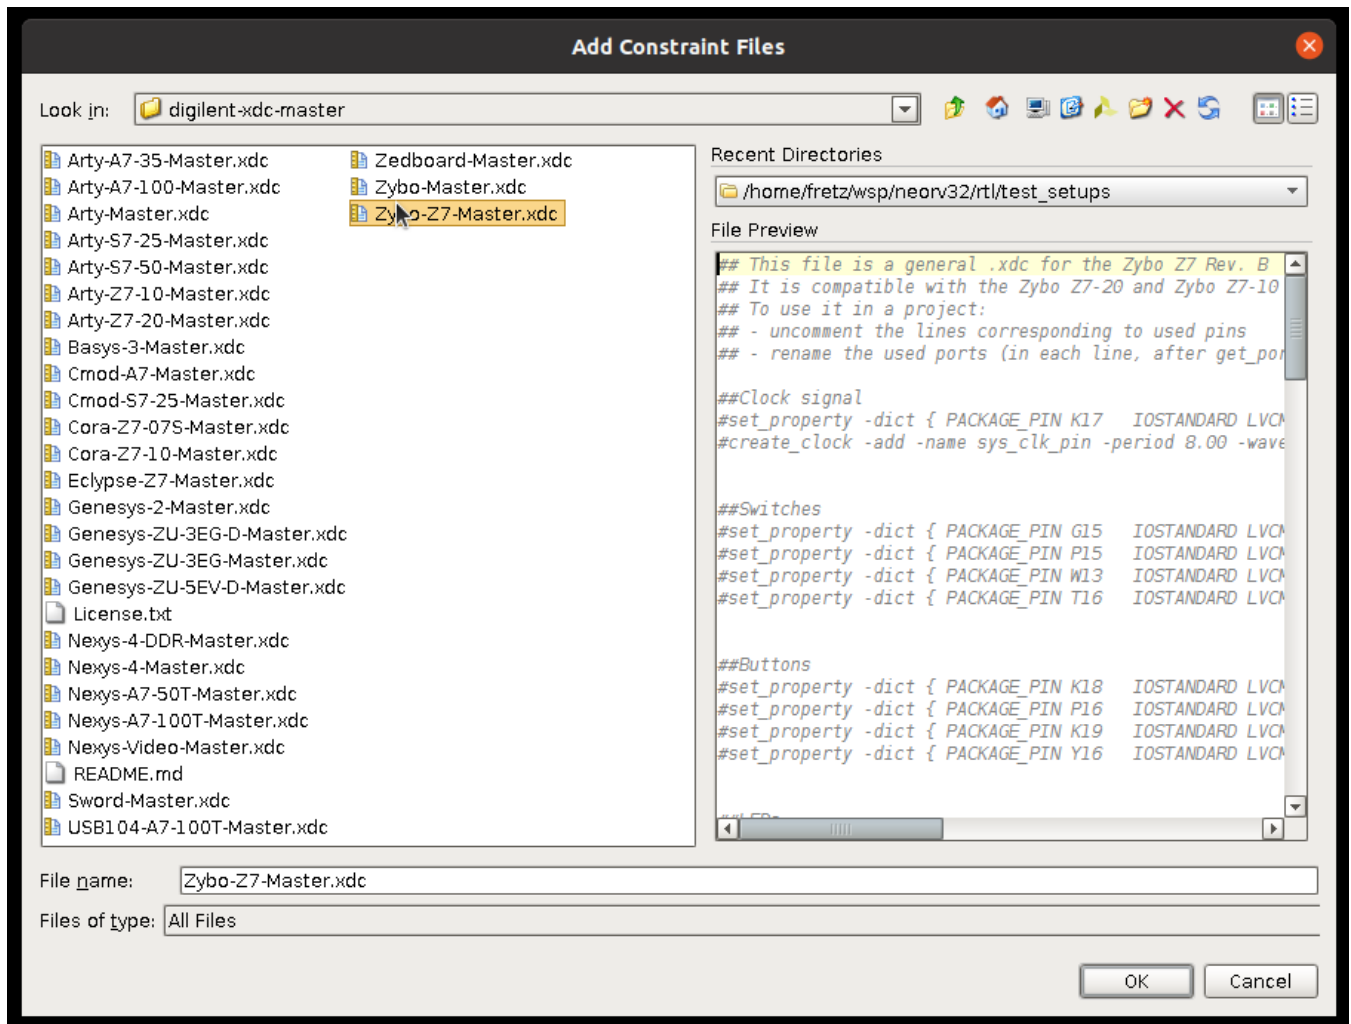 Add Constraint Files
Look in: digilent-xdc-master
Arty-A7-35-Master.xdc
Arty-A7-100-Master.xdc
Arty-Master.xdc
Arty-S7-25-Master.xdc
Arty-S7-50-Master.xdc
Arty-Z7-10-Master.xdc
Arty-Z7-20-Master.xdc
Basys-3-Master.xdc
Cmod-A7-Master.xdc
Cmod-S7-25-Master.xdc
Cora-Z7-07S-Master.xdc
Cora-Z7-10-Master.xdc
Eclypse-Z7-Master.xdc
Genesys-2-Master.xdc
Genesys-ZU-3EG-D-Master.xdc
Genesys-ZU-3EG-Master.xdc
Genesys-ZU-5EV-D-Master.xdc
License.txt
Nexys-4-DDR-Master.xdc
Nexys-4-Master.xdc
Nexys-A7-50T-Master.xdc
Nexys-A7-100T-Master.xdc
Nexys-Video-Master.xdc
README.md
Sword-Master.xdc
USB104-A7-100T-Master.xdc
Zedboard-Master.xdc
Zybo-Master.xdc
Zybo-Z7-Master.xdc
Recent Directories
/home/fretz/wsp/neorv32/rtl/test_setups
File Preview
## This file is a general .xdc for the Zybo Z7 Rev. B
## It is compatible with the Zybo Z7-20 and Zybo Z7-10
## To use it in a project:
## - uncomment the lines corresponding to used pins
## - rename the used ports (in each line, after get_por
##Clock signal
#set_property -dict { PACKAGE_PIN K17   IOSTANDARD LVCM
#create_clock -add -name sys_clk_pin -period 8.00 -wave
##Switches
#set_property -dict { PACKAGE_PIN G15   IOSTANDARD LVCM
#set_property -dict { PACKAGE_PIN P15   IOSTANDARD LVCM
#set_property -dict { PACKAGE_PIN W13   IOSTANDARD LVCM
#set_property -dict { PACKAGE_PIN T16   IOSTANDARD LVCM
##Buttons
#set_property -dict { PACKAGE_PIN K18   IOSTANDARD LVCM
#set_property -dict { PACKAGE_PIN P16   IOSTANDARD LVCM
#set_property -dict { PACKAGE_PIN K19   IOSTANDARD LVCM
#set_property -dict { PACKAGE_PIN Y16   IOSTANDARD LVCM
##LEDs
File name: Zybo-Z7-Master.xdc
Files of type: All Files
OK Cancel